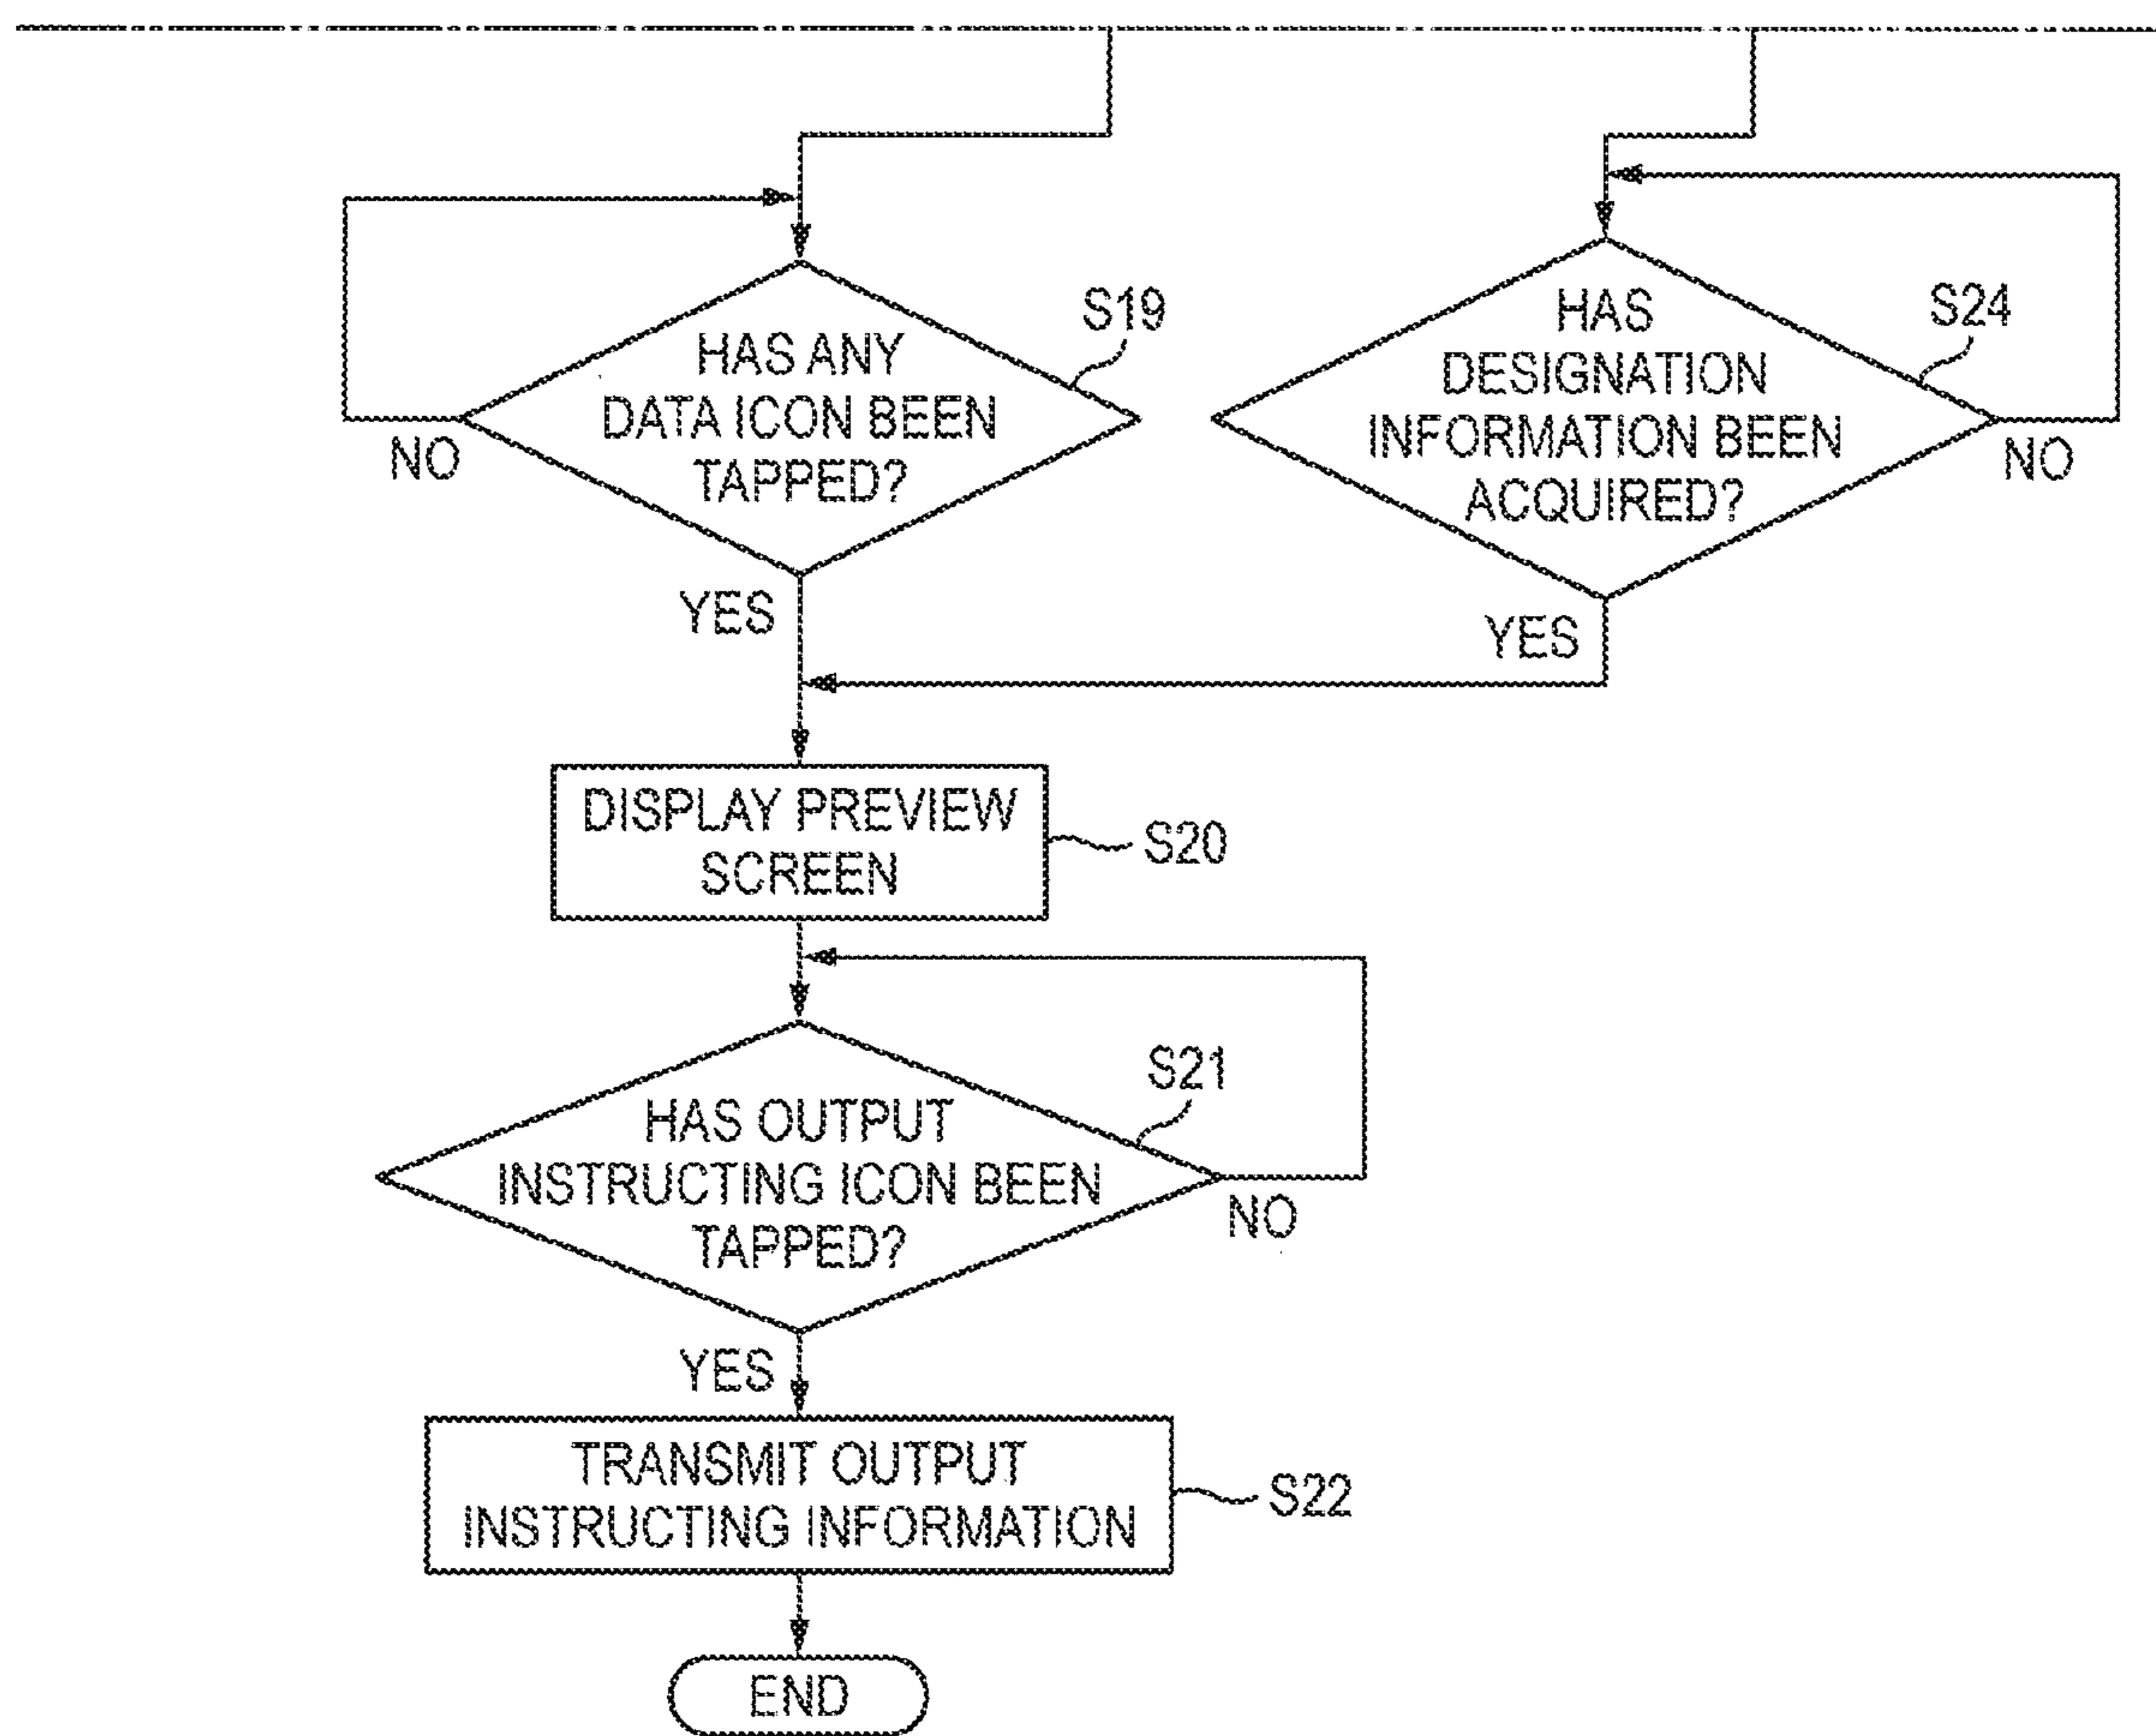 S19
HAS ANY
DATA ICON BEEN
TAPPED?
NO
YES
S24
HAS
DESIGNATION
INFORMATION BEEN
ACQUIRED?
NO
YES
DISPLAY PREVIEW
SCREEN
S20
S21
HAS OUTPUT
INSTRUCTING ICON BEEN
TAPPED?
NO
YES
TRANSMIT OUTPUT
INSTRUCTING INFORMATION
S22
END